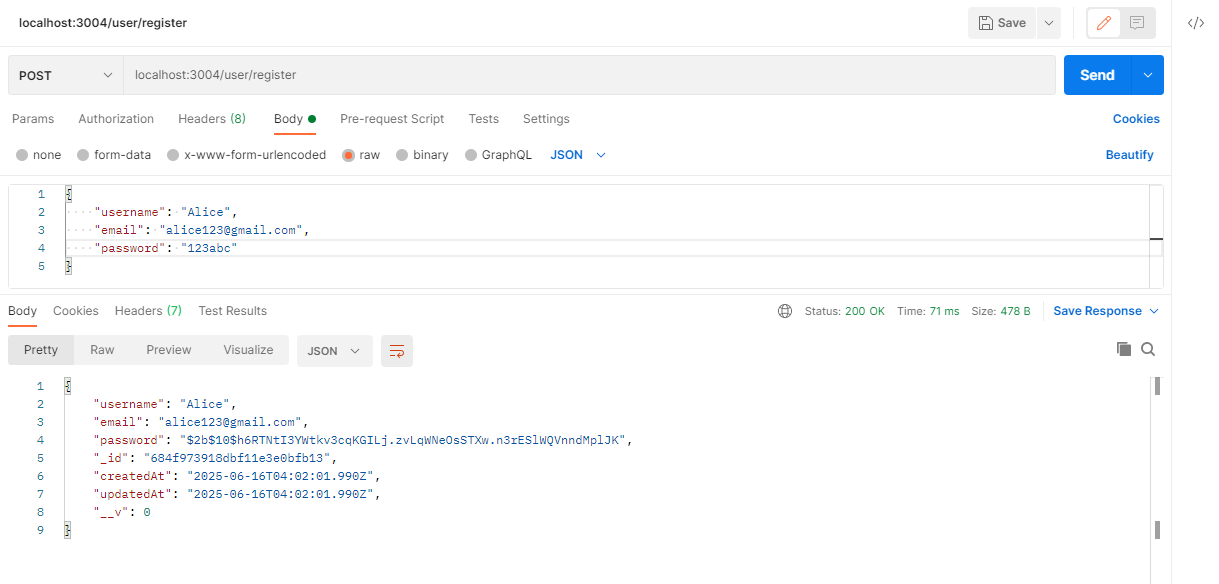 localhost:3004/user/register
Save
POST
localhost:3004/user/register
Send
Params Authorization Headers (8) Body Pre-request Script Tests Settings Cookies
none form-data x-www-form-urlencoded raw binary GraphQL JSON Beautify
1 {
2 "username": "Alice",
3 "email": "alice123@gmail.com",
4 "password": "123abc"
5 }
Body Cookies Headers (7) Test Results Status: 200 OK Time: 71 ms Size: 478 B Save Response
Pretty Raw Preview Visualize JSON
1 {
2 "username": "Alice",
3 "email": "alice123@gmail.com",
4 "password": "$2b$10$h6RTNtI3YWtkv3cqKGILj.zvLqWNeOsSTXw.n3rESlWQVnndMplJK",
5 "_id": "684f973918dbf11e3e0bfb13",
6 "createdAt": "2025-06-16T04:02:01.990Z",
7 "updatedAt": "2025-06-16T04:02:01.990Z",
8 "__v": 0
9 }